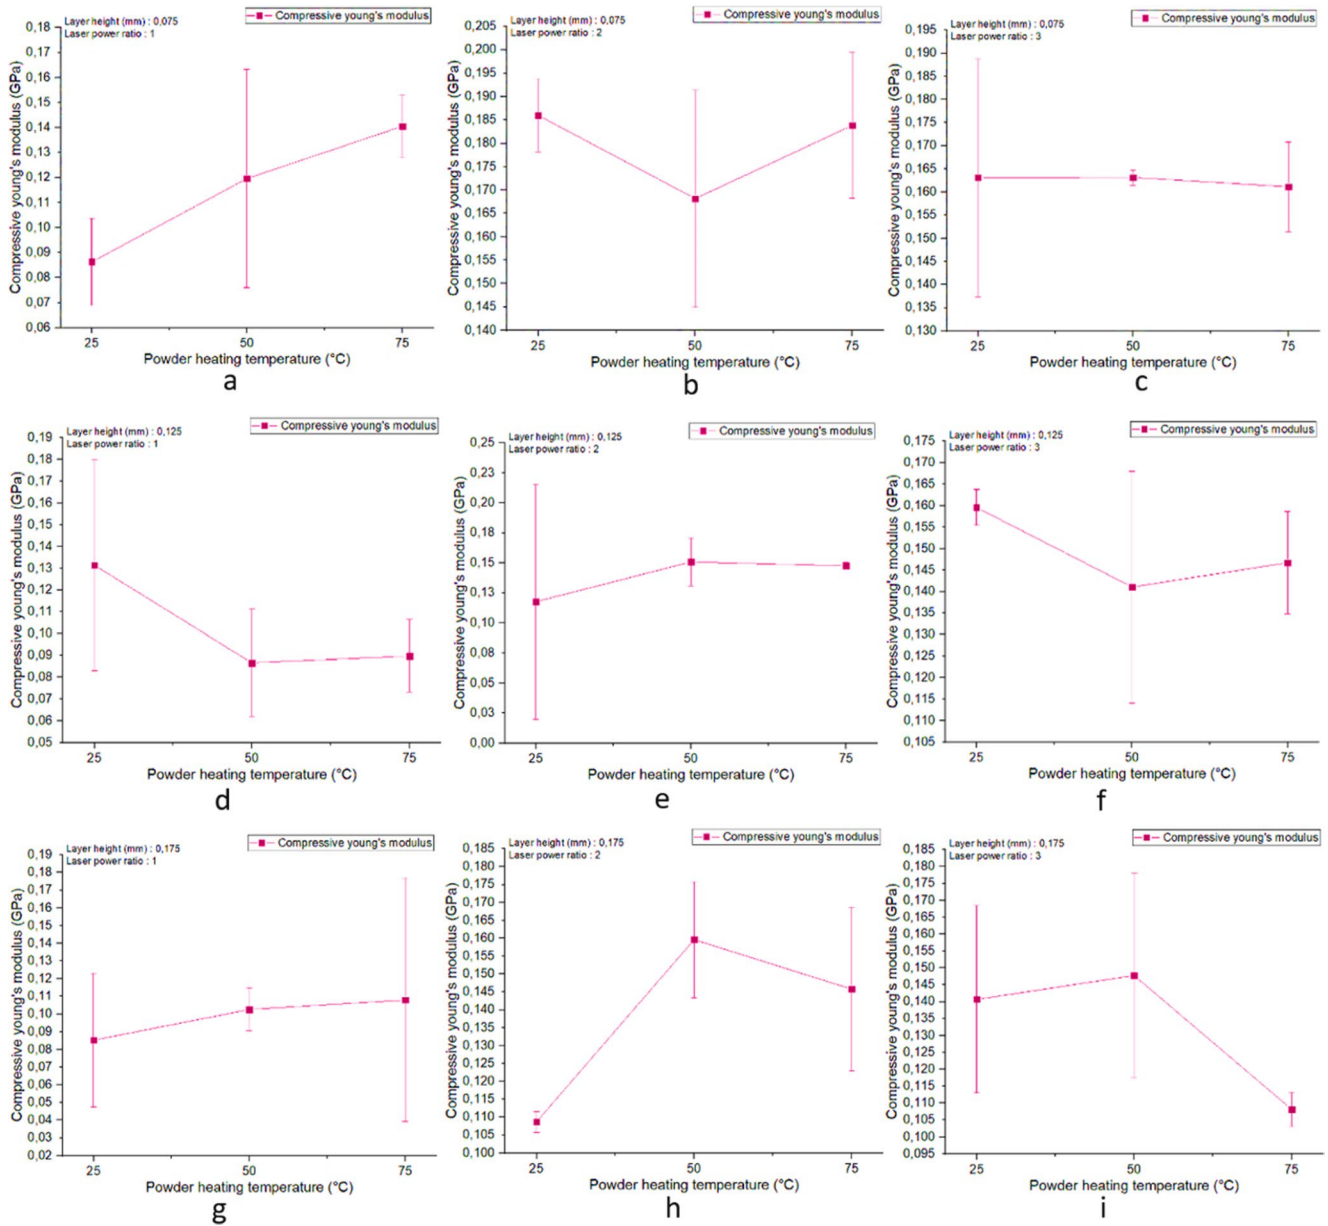 Compressive young's modulus
Layer height (mm) : 0,075
Laser power ratio : 1
0,18
0,17
0,16
0,15
0,14
0,13
0,12
0,11
0,10
0,09
0,08
0,07
0,06
Compressive young's modulus (GPa)
25 50 75
Powder heating temperature (°C)
a
Compressive young's modulus
Layer height (mm) : 0,075
Laser power ratio : 2
0,205
0,200
0,195
0,190
0,185
0,180
0,175
0,170
0,165
0,160
0,155
0,150
0,145
0,140
Compressive young's modulus (GPa)
25 50 75
Powder heating temperature (°C)
b
Compressive young's modulus
Layer height (mm) : 0,075
Laser power ratio : 3
0,195
0,190
0,185
0,180
0,175
0,170
0,165
0,160
0,155
0,150
0,145
0,140
0,135
0,130
Compressive young's modulus (GPa)
25 50 75
Powder heating temperature (°C)
c
Compressive young's modulus
Layer height (mm) : 0,125
Laser power ratio : 1
0,19
0,18
0,17
0,16
0,15
0,14
0,13
0,12
0,11
0,10
0,09
0,08
0,07
0,06
0,05
Compressive young's modulus (GPa)
25 50 75
Powder heating temperature (°C)
d
Compressive young's modulus
Layer height (mm) : 0,125
Laser power ratio : 2
0,25
0,23
0,20
0,18
0,15
0,13
0,10
0,08
0,05
0,03
0,00
Compressive young's modulus (GPa)
25 50 75
Powder heating temperature (°C)
e
Compressive young's modulus
Layer height (mm) : 0,125
Laser power ratio : 3
0,175
0,170
0,165
0,160
0,155
0,150
0,145
0,140
0,135
0,130
0,125
0,120
0,115
0,110
0,105
Compressive young's modulus (GPa)
25 50 75
Powder heating temperature (°C)
f
Compressive young's modulus
Layer height (mm) : 0,175
Laser power ratio : 1
0,19
0,18
0,17
0,16
0,15
0,14
0,13
0,12
0,11
0,10
0,09
0,08
0,07
0,06
0,05
0,04
0,03
0,02
Compressive young's modulus (GPa)
25 50 75
Powder heating temperature (°C)
g
Compressive young's modulus
Layer height (mm) : 0,175
Laser power ratio : 2
0,185
0,180
0,175
0,170
0,165
0,160
0,155
0,150
0,145
0,140
0,135
0,130
0,125
0,120
0,115
0,110
0,105
0,100
Compressive young's modulus (GPa)
25 50 75
Powder heating temperature (°C)
h
Compressive young's modulus
Layer height (mm) : 0,175
Laser power ratio : 3
0,185
0,180
0,175
0,170
0,165
0,160
0,155
0,150
0,145
0,140
0,135
0,130
0,125
0,120
0,115
0,110
0,105
0,100
0,095
Compressive young's modulus (GPa)
25 50 75
Powder heating temperature (°C)
i